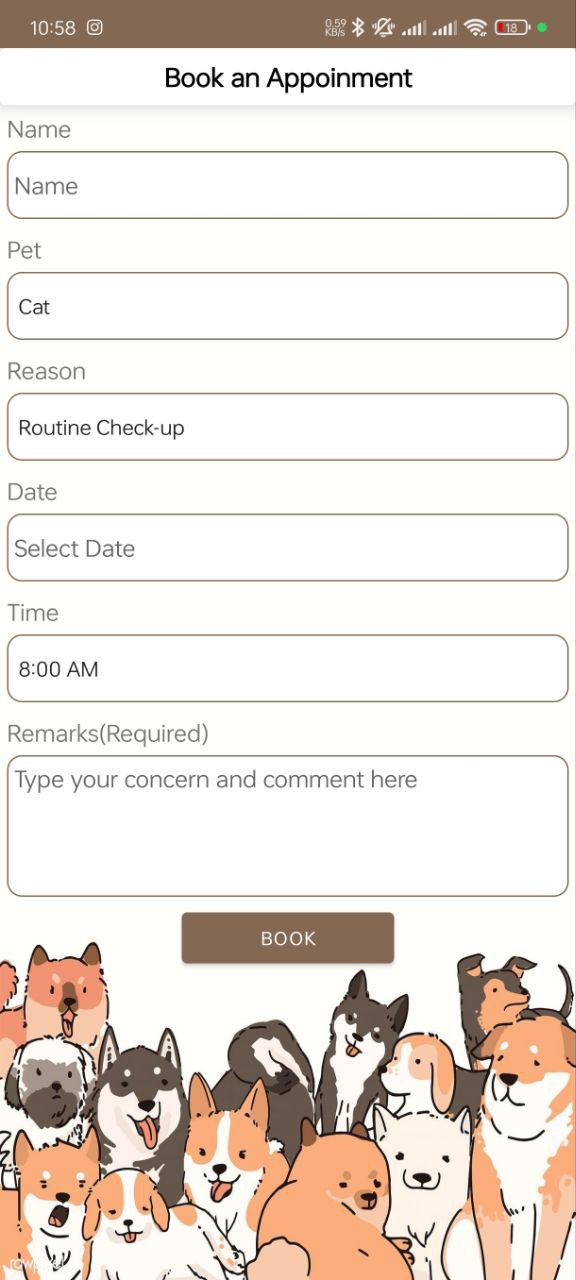 10:58
0.59
KB/s
18
Book an Appoinment
Name
Name
Pet
Cat
Reason
Routine Check-up
Date
Select Date
Time
8:00 AM
Remarks(Required)
Type your concern and comment here
BOOK
rawpixel